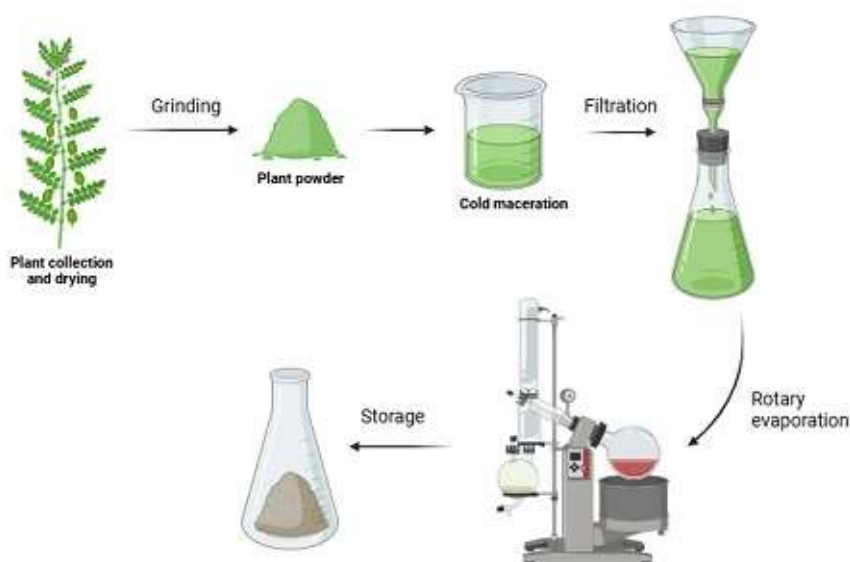 Grinding
Filtration
Plant powder
Cold maceration
Plant collection
and drying
Storage
Rotary
evaporation